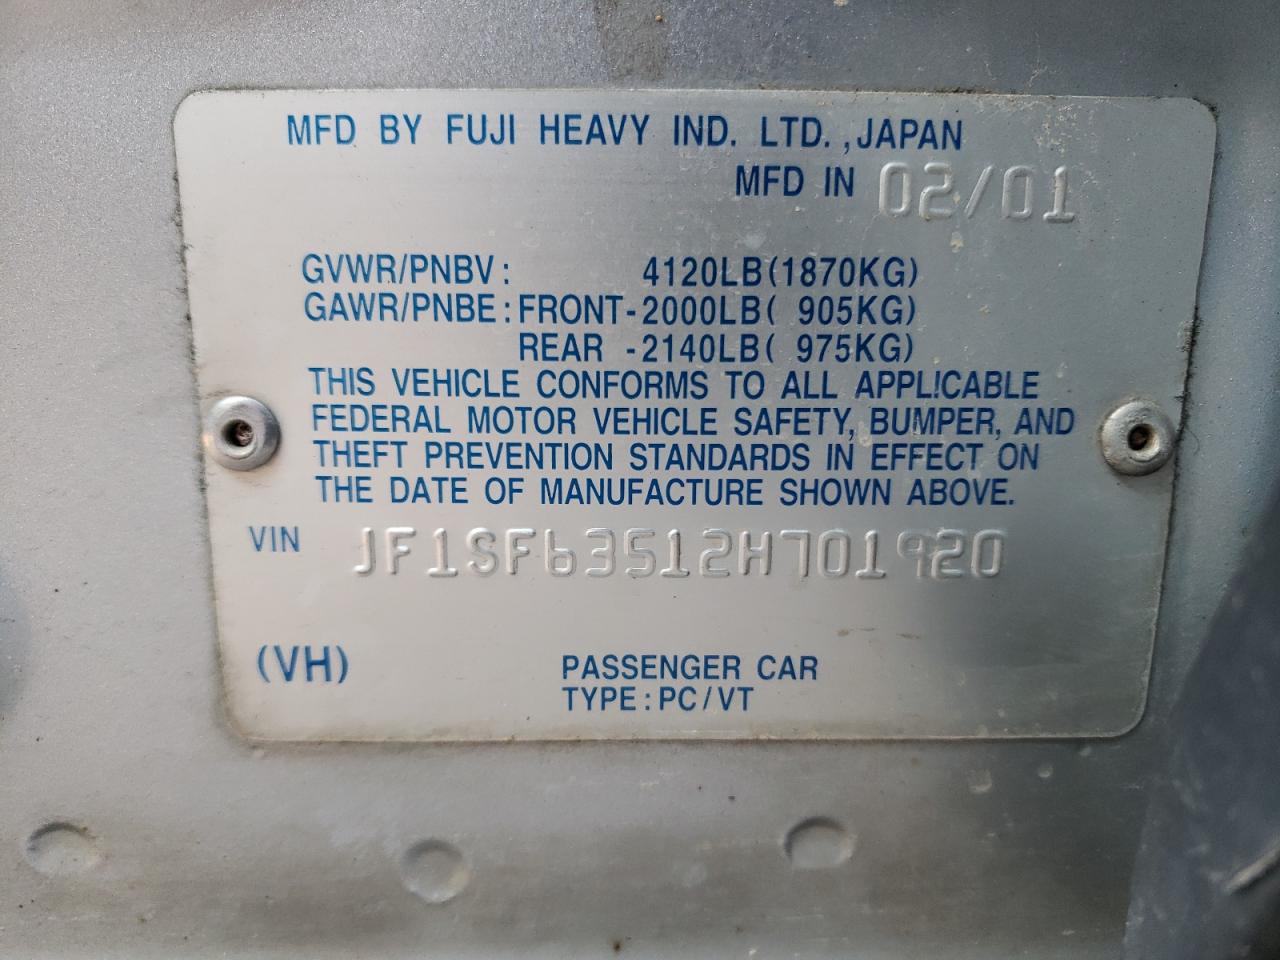 MFD BY FUJI HEAVY IND. LTD.,JAPAN
MFD IN 02/01
GVWR/PNBV: 4120LB(1870KG)
GAWR/PNBE:FRONT-2000LB( 905KG)
REAR -2140LB( 975KG)
THIS VEHICLE CONFORMS TO ALL APPLICABLE
FEDERAL MOTOR VEHICLE SAFETY, BUMPER, AND
THEFT PREVENTION STANDARDS IN EFFECT ON
THE DATE OF MANUFACTURE SHOWN ABOVE.
VIN JF1SF63512H701920
(VH) PASSENGER CAR
TYPE:PC/VT